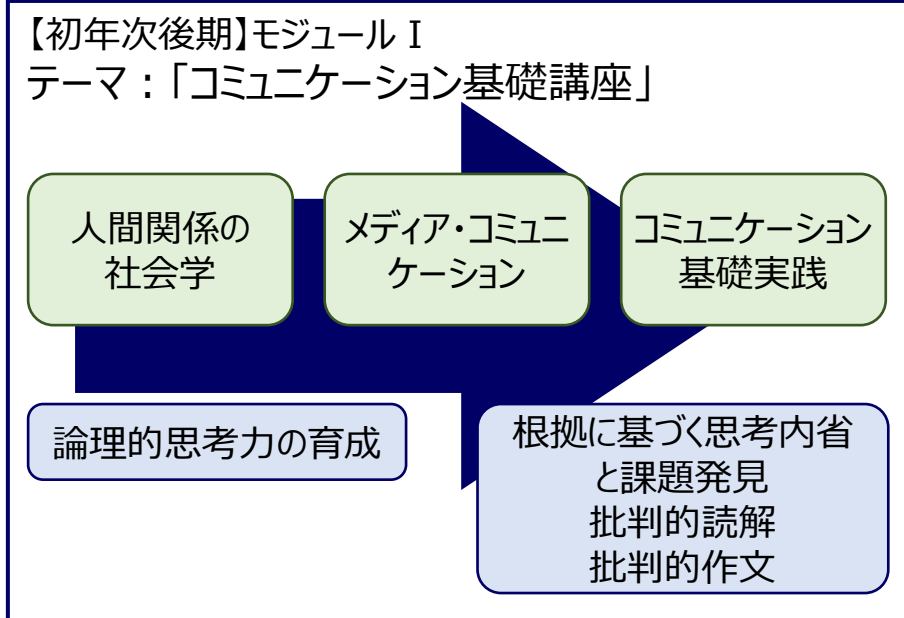 【初年次後期】モジュールⅠ
テーマ：「コミュニケーション基礎講座」
人間関係の
社会学
メディア・コミュニ
ケーション
コミュニケーション
基礎実践
論理的思考力の育成
根拠に基づく思考内省
と課題発見
批判的読解
批判的作文